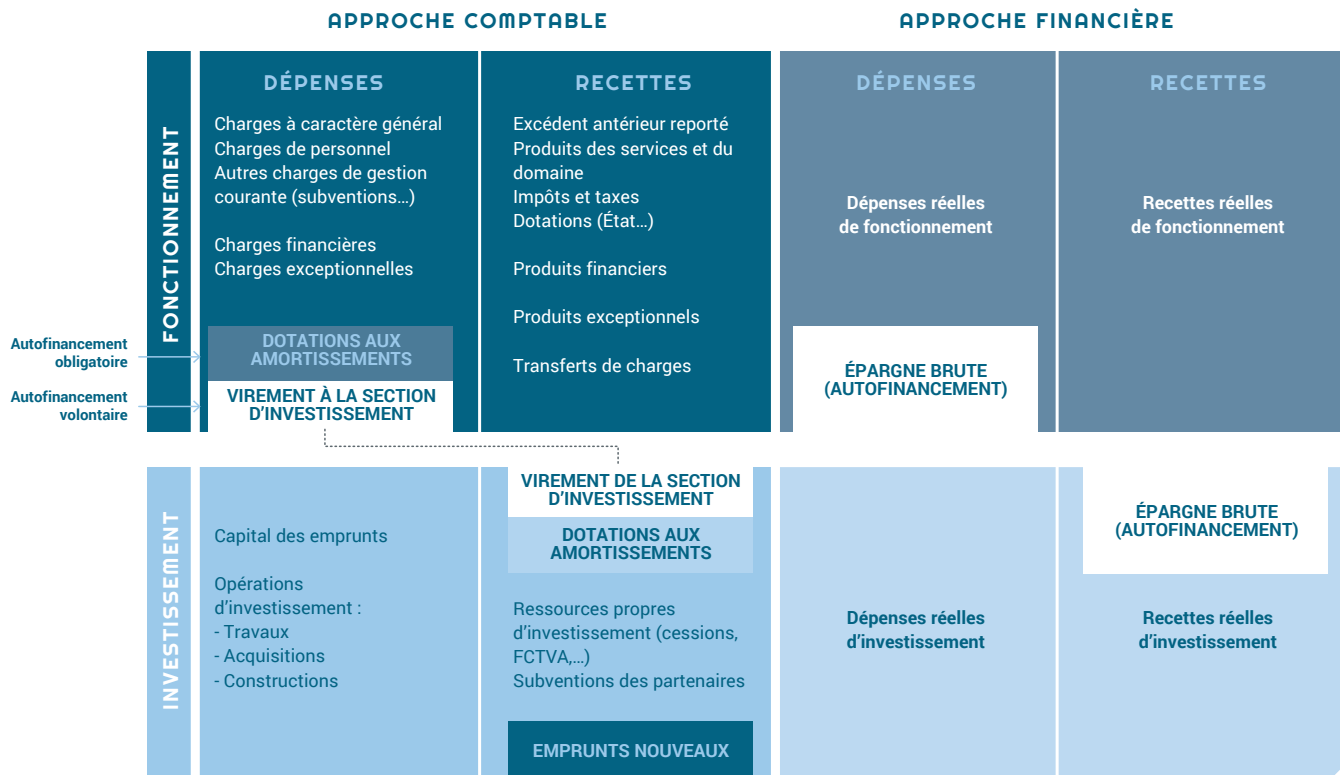 APPROCHE COMPTABLE
APPROCHE FINANCIÈRE
FONCTIONNEMENT
DÉPENSES
Charges à caractère général
Charges de personnel
Autres charges de gestion
courante (subventions…)
Charges financières
Charges exceptionnelles
Autofinancement
obligatoire
DOTATIONS AUX
AMORTISSEMENTS
Autofinancement
volontaire
VIREMENT À LA SECTION
D’INVESTISSEMENT
RECETTES
Excédent antérieur reporté
Produits des services et du
domaine
Impôts et taxes
Dotations (État…)
Produits financiers
Produits exceptionnels
Transferts de charges
DÉPENSES
Dépenses réelles
de fonctionnement
ÉPARGNE BRUTE
(AUTOFINANCEMENT)
RECETTES
Recettes réelles
de fonctionnement
INVESTISSEMENT
Capital des emprunts
Opérations
d’investissement :
- Travaux
- Acquisitions
- Constructions
VIREMENT DE LA SECTION
D’INVESTISSEMENT
DOTATIONS AUX
AMORTISSEMENTS
Ressources propres
d’investissement (cessions,
FCTVA,…)
Subventions des partenaires
EMPRUNTS NOUVEAUX
Dépenses réelles
d’investissement
ÉPARGNE BRUTE
(AUTOFINANCEMENT)
Recettes réelles
d’investissement